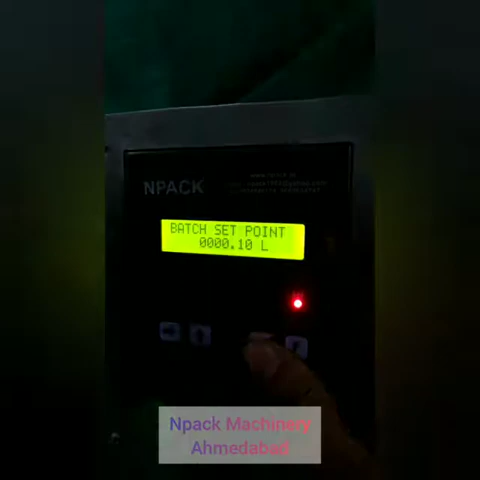 NPACK
BATCH SET POINT
0000.10 L
Npack Machinery
Ahmedabad